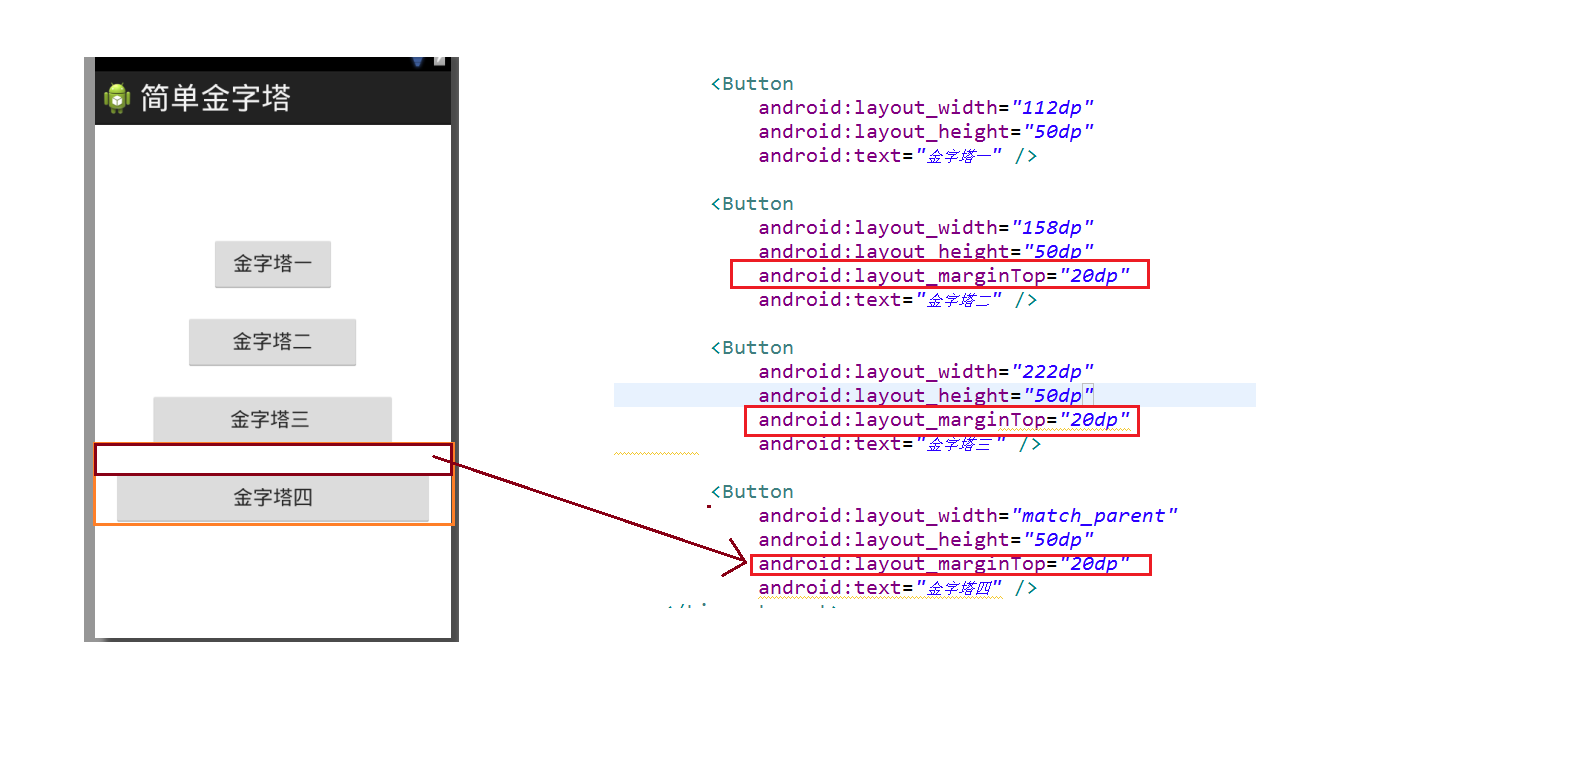 简单金字塔
金字塔一
金字塔二
金字塔三
金字塔四
<Button
android:layout_width="112dp"
android:layout_height="50dp"
android:text="金字塔一" />
<Button
android:layout_width="158dp"
android:layout_height="50dp"
android:layout_marginTop="20dp"
android:text="金字塔二" />
<Button
android:layout_width="222dp"
android:layout_height="50dp"
android:layout_marginTop="20dp"
android:text="金字塔三" />
<Button
android:layout_width="match_parent"
android:layout_height="50dp"
android:layout_marginTop="20dp"
android:text="金字塔四" />